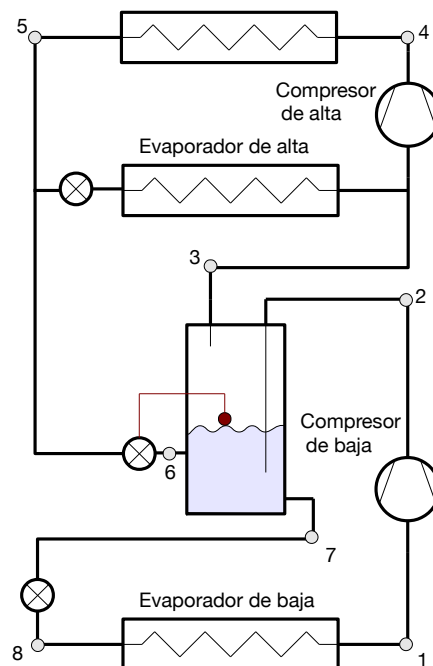 5
4
Compresor
de alta
Evaporador de alta
3
2
Compresor
de baja
6
7
Evaporador de baja
8
1